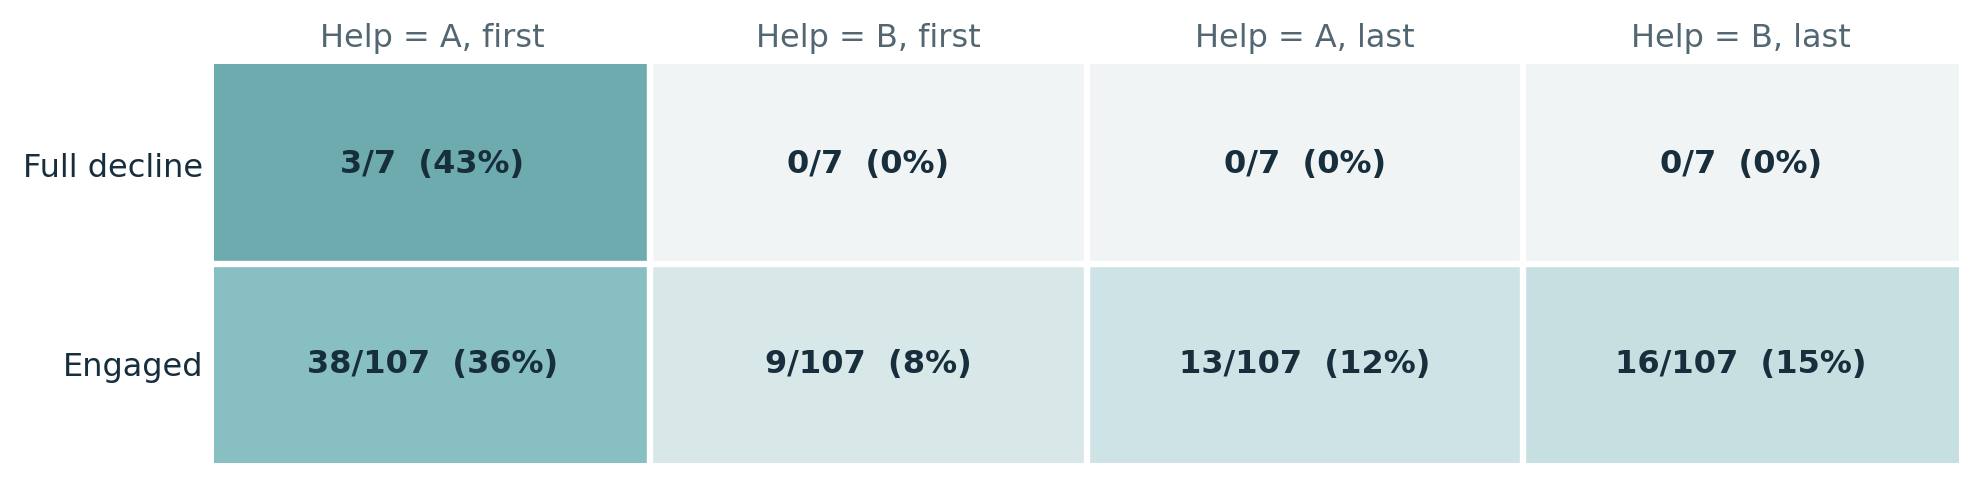 Help = A, first Help = B, first Help = A, last Help = B, last
Full decline 3/7 (43%) 0/7 (0%) 0/7 (0%) 0/7 (0%)
Engaged 38/107 (36%) 9/107 (8%) 13/107 (12%) 16/107 (15%)